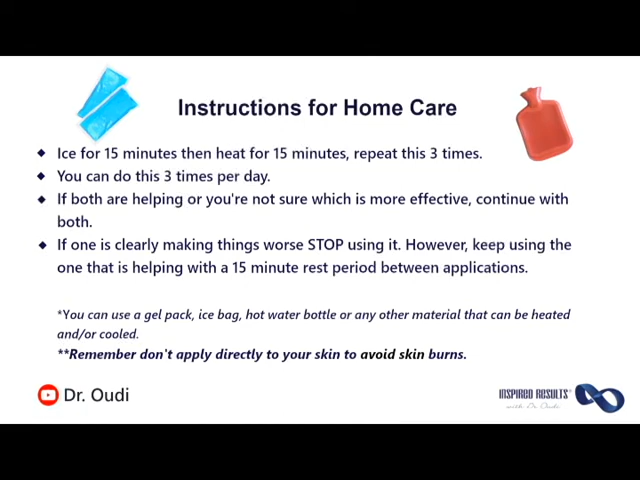 Instructions for Home Care
Ice for 15 minutes then heat for 15 minutes, repeat this 3 times.
You can do this 3 times per day.
If both are helping or you're not sure which is more effective, continue with
both.
If one is clearly making things worse STOP using it. However, keep using the
one that is helping with a 15 minute rest period between applications.
*You can use a gel pack, ice bag, hot water bottle or any other material that can be heated
and/or cooled.
**Remember don't apply directly to your skin to avoid skin burns.
Dr. Oudi
INSPIRED RESULTS
with Dr Oudi